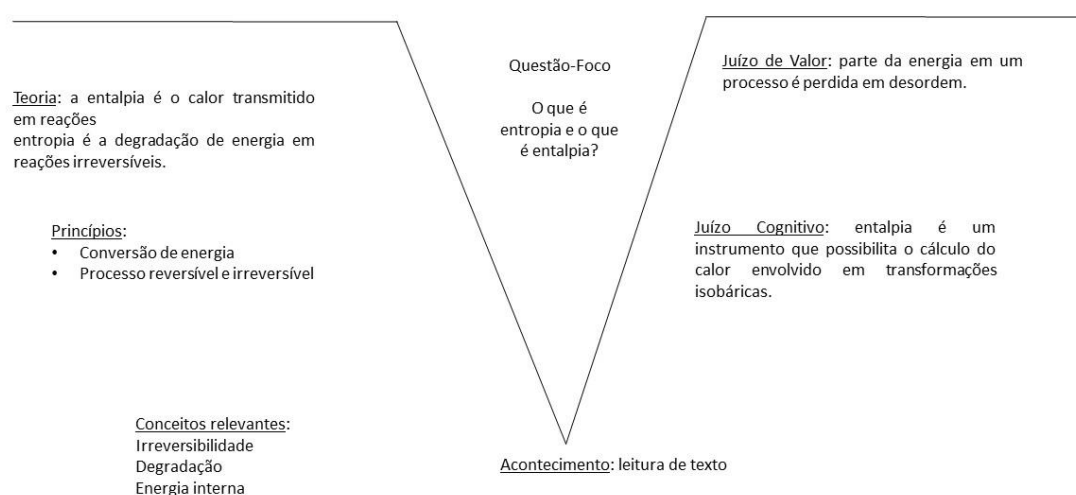 Teoria: a entalpia é o calor transmitido
em reações
entropia é a degradação de energia em
reações irreversíveis.
Princípios:
• Conversão de energia
• Processo reversível e irreversível
Conceitos relevantes:
Irreversibilidade
Degradação
Energia interna
Questão-Foco
O que é
entropia e o que
é entalpia?
Acontecimento: leitura de texto
Juízo de Valor: parte da energia em um
processo é perdida em desordem.
Juízo Cognitivo: entalpia é um
instrumento que possibilita o cálculo do
calor envolvido em transformações
isobáricas.